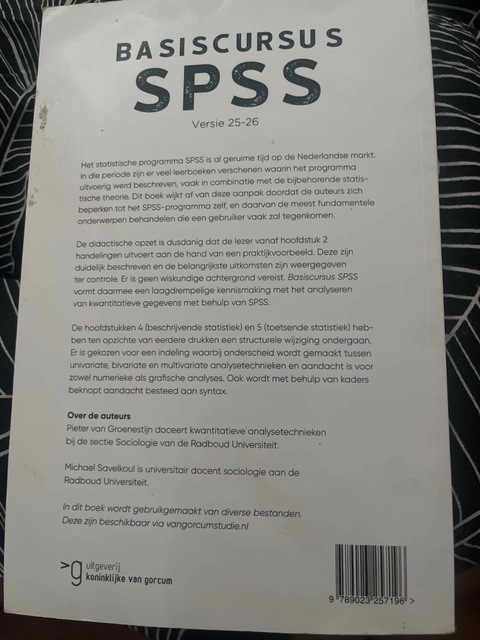 BASISCURSUS
SPSS
Versie 25-26
Het statistische programma SPSS is al geruime tijd op de Nederlandse markt.
In die periode zijn er veel leerboeken verschenen waarin het programma
uitvoerig werd beschreven, vaak in combinatie met de bijbehorende statis-
tische theorie. Dit boek wijkt af van deze aanpak doordat de auteurs zich
beperken tot het SPSS-programma zelf, en daarvan de meest fundamentele
onderwerpen behandelen die een gebruiker vaak zal tegenkomen.
De didactische opzet is dusdanig dat de lezer vanaf hoofdstuk 2
handelingen uitvoert aan de hand van een praktijkvoorbeeld. Deze zijn
duidelijk beschreven en de belangrijkste uitkomsten zijn weergegeven
ter controle. Er is geen wiskundige achtergrond vereist. Basiscursus SPSS
vormt daarmee een laagdrempelige kennismaking met het analyseren
van kwantitatieve gegevens met behulp van SPSS.
De hoofdstukken 4 (beschrijvende statistiek) en 5 (toetsende statistiek) heb-
ben ten opzichte van eerdere drukken een structurele wijziging ondergaan.
Er is gekozen voor een indeling waarbij onderscheid wordt gemaakt tussen
univariate, bivariate en multivariate analysetechnieken en aandacht is voor
zowel numerieke als grafische analyses. Ook wordt met behulp van kaders
beknopt aandacht besteed aan syntax.
Over de auteurs
Pieter van Groenestijn doceert kwantitatieve analysetechnieken
bij de sectie Sociologie van de Radboud Universiteit.
Michael Savelkoul is universitair docent sociologie aan de
Radboud Universiteit.
In dit boek wordt gebruikgemaakt van diverse bestanden.
Deze zijn beschikbaar via vangorcumstudie.nl
>g uitgeverij
koninklijke van gorcum
9 789023 257196 >